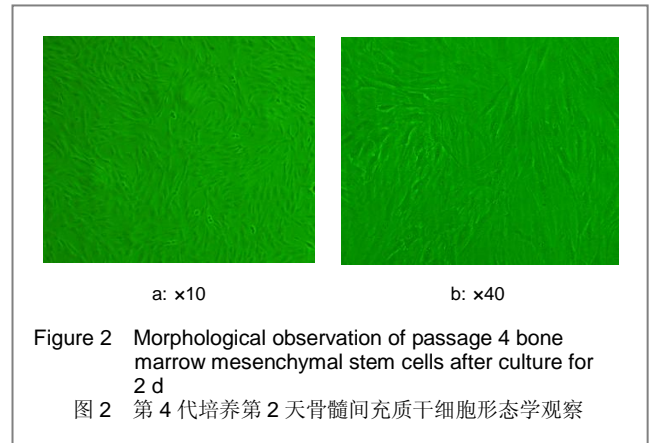 a: ×10
b: ×40
Figure 2 Morphological observation of passage 4 bone
marrow mesenchymal stem cells after culture for
2 d
图 2 第 4 代培养第 2 天骨髓间充质干细胞形态学观察